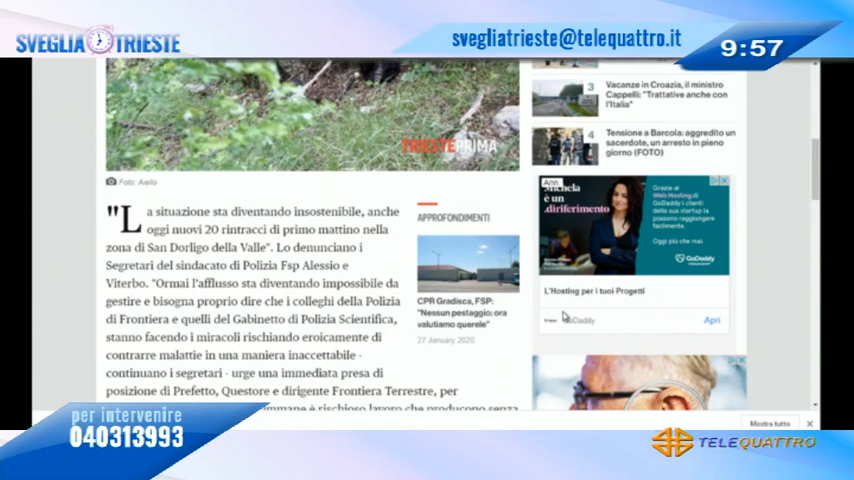 SVEGLIA TRIESTE
svegliatrieste@telequattro.it
9:57
TRIESTEPRIMA
Foto: Aiello
"La situazione sta diventando insostenibile, anche
oggi nuovi 20 rintracci di primo mattino nella
zona di San Dorligo della Valle". Lo denunciano i
Segretari del sindacato di Polizia Fsp Alessio e
Viterbo. "Ormai l'afflusso sta diventando impossibile da
gestire e bisogna proprio dire che i colleghi della Polizia
di Frontiera e quelli del Gabinetto di Polizia Scientifica,
stanno facendo i miracoli rischiando eroicamente di
contrarre malattie in una maniera inaccettabile -
continuano i segretari - urge una immediata presa di
posizione di Prefetto, Questore e dirigente Frontiera Terrestre, per
è rischioso lavoro che producono senza
APPROFONDIMENTI
CPR Gradisca, FSP:
"Nessun pestaggio: ora
valutiamo querele"
27 January 2020
3
Vacanze in Croazia, il ministro
Cappelli: "Trattative anche con
l'Italia"
4
Tensione a Barcola: aggredito un
sacerdote, un arresto in pieno
giorno (FOTO)
Ann.
Michela
è un
.diriferimento
Grazie al
Web Hosting di
GoDaddy i clienti
della sua startup la
possono raggiungere
facilmente.
Oggi più che mai.
GoDaddy
L'Hosting per i tuoi Progetti
GoDaddy
Apri
Mostra tutto
per intervenire
040313993
TELEQUATTRO